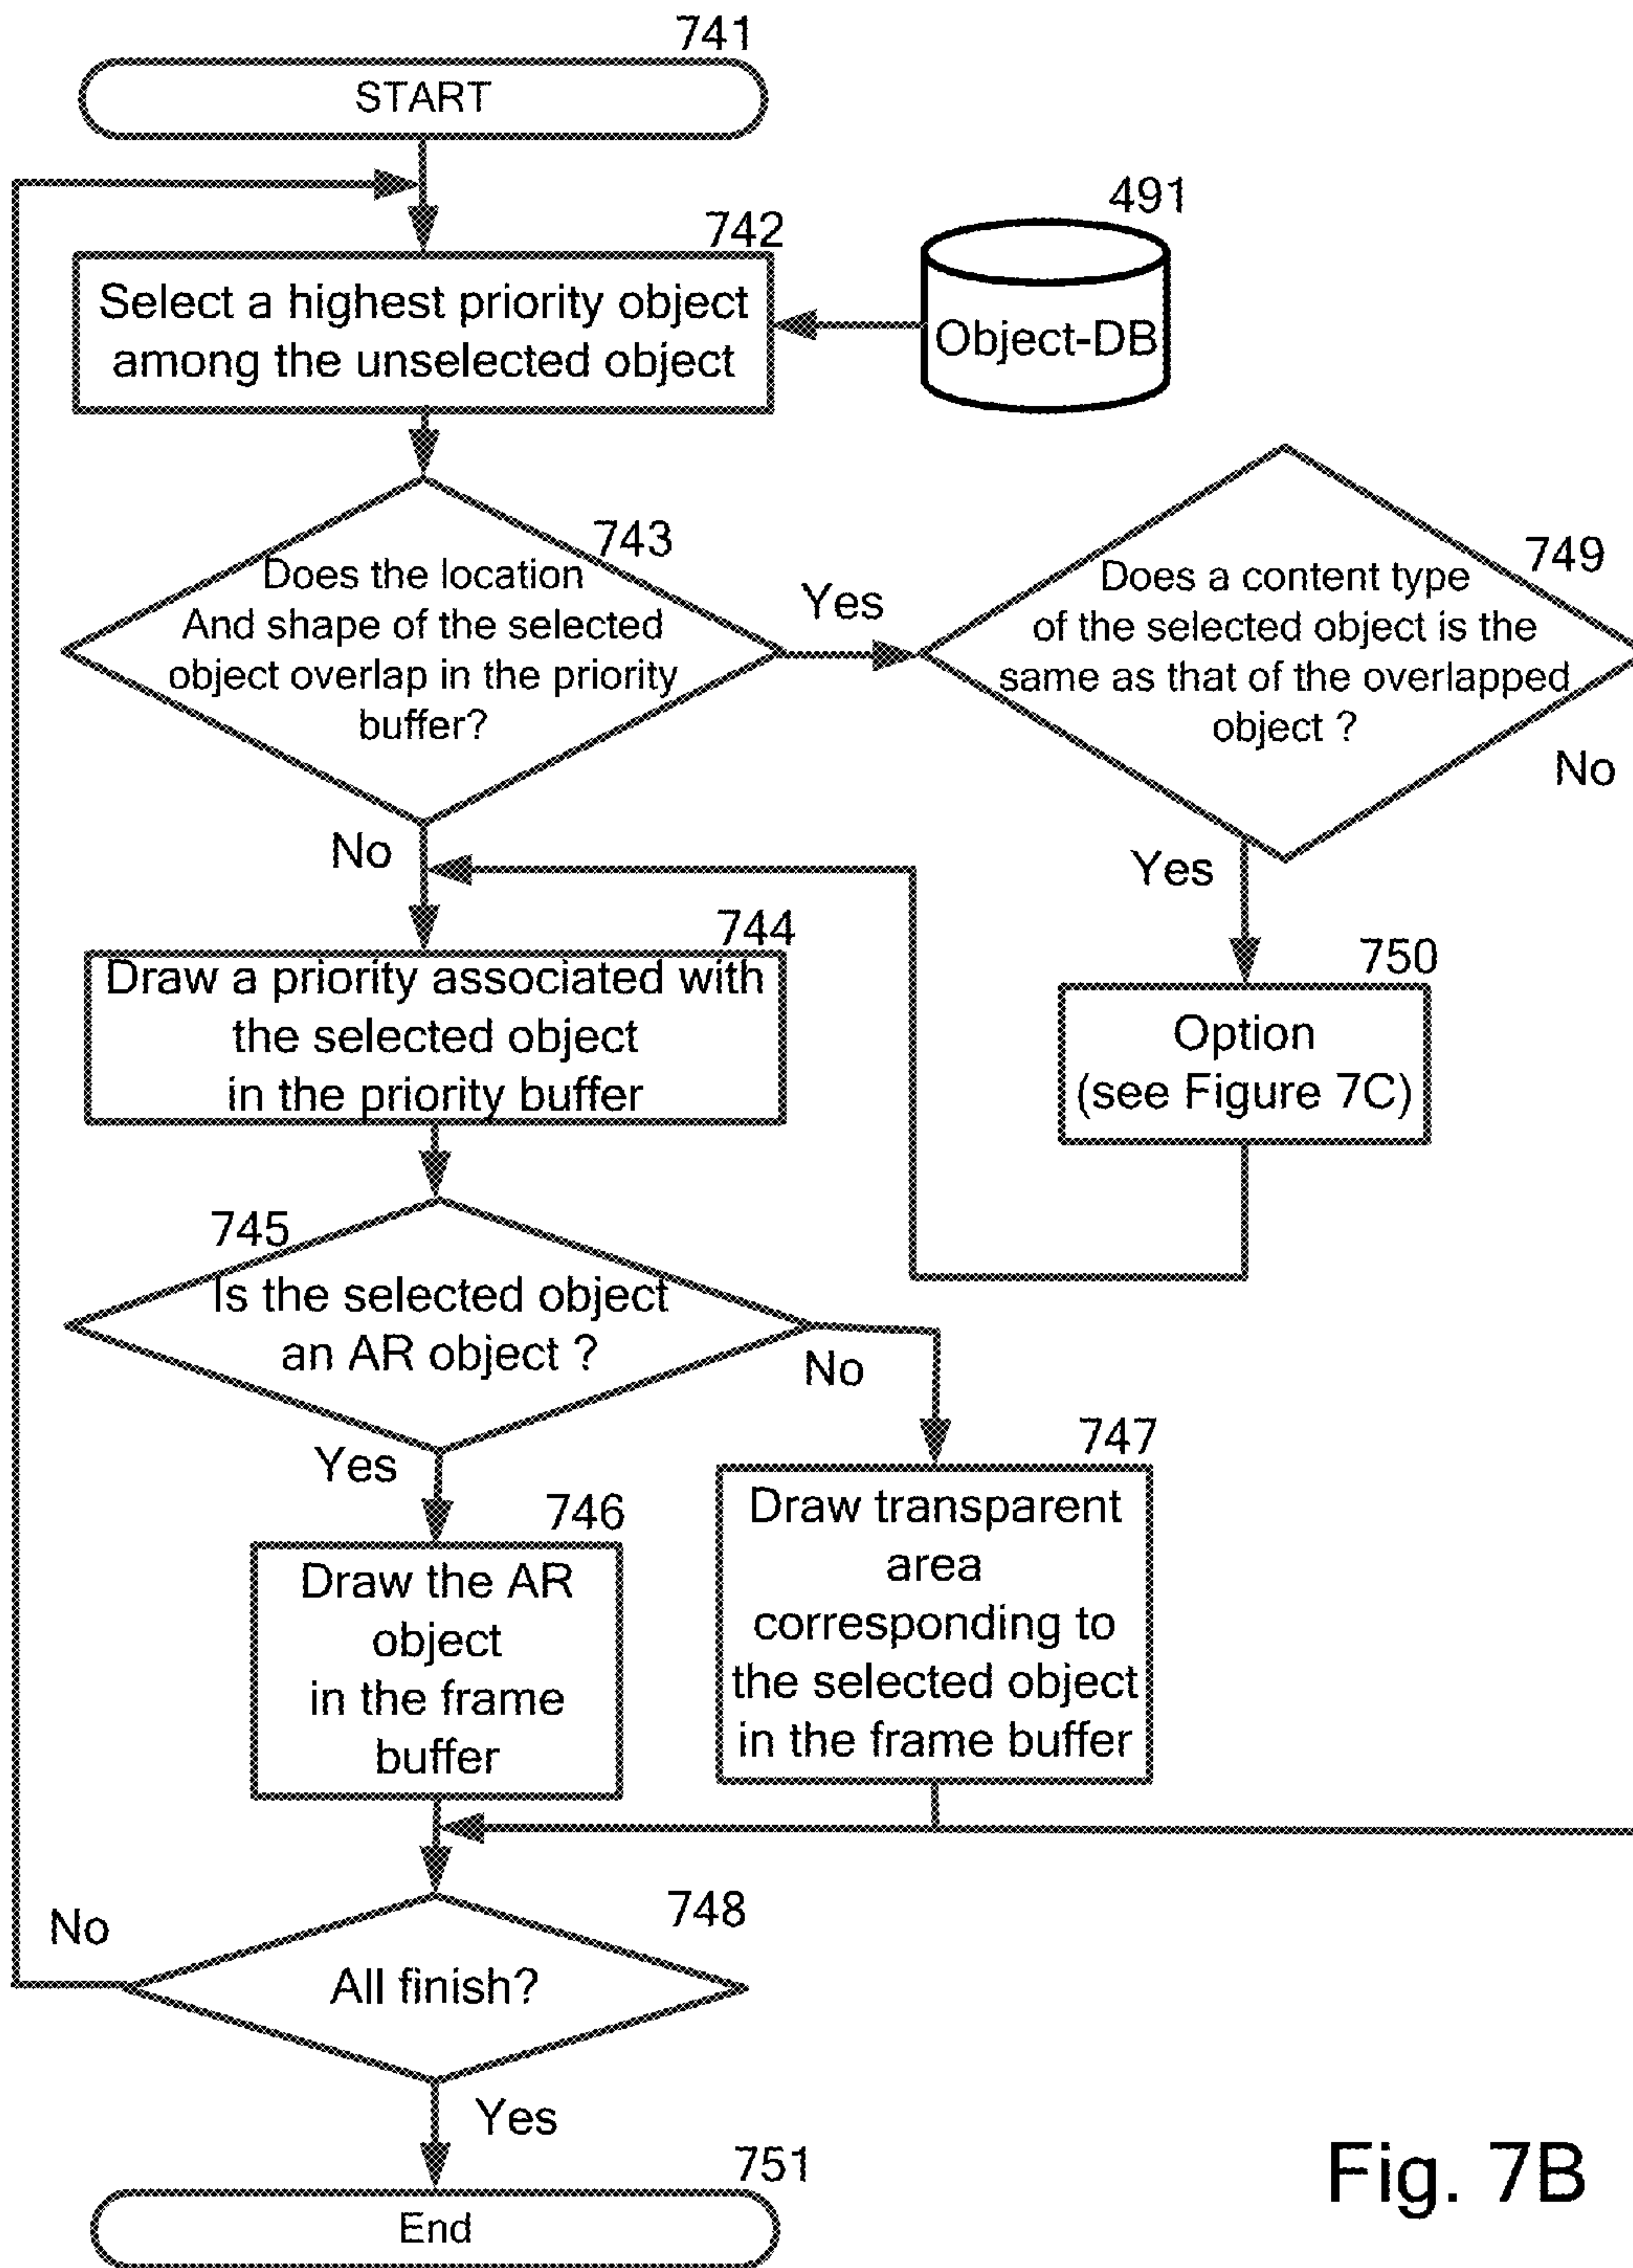 741
START
742
491
Select a highest priority object
among the unselected object
Object-DB
743
Does the location
And shape of the selected
object overlap in the priority
buffer?
Yes
749
Does a content type
of the selected object is the
same as that of the overlapped
object ?
No
No
Yes
744
Draw a priority associated with
the selected object
in the priority buffer
750
Option
(see Figure 7C)
745
Is the selected object
an AR object ?
No
Yes
746
Draw the AR
object
in the frame
buffer
747
Draw transparent
area
corresponding to
the selected object
in the frame buffer
748
No
All finish?
Yes
751
End
Fig. 7B